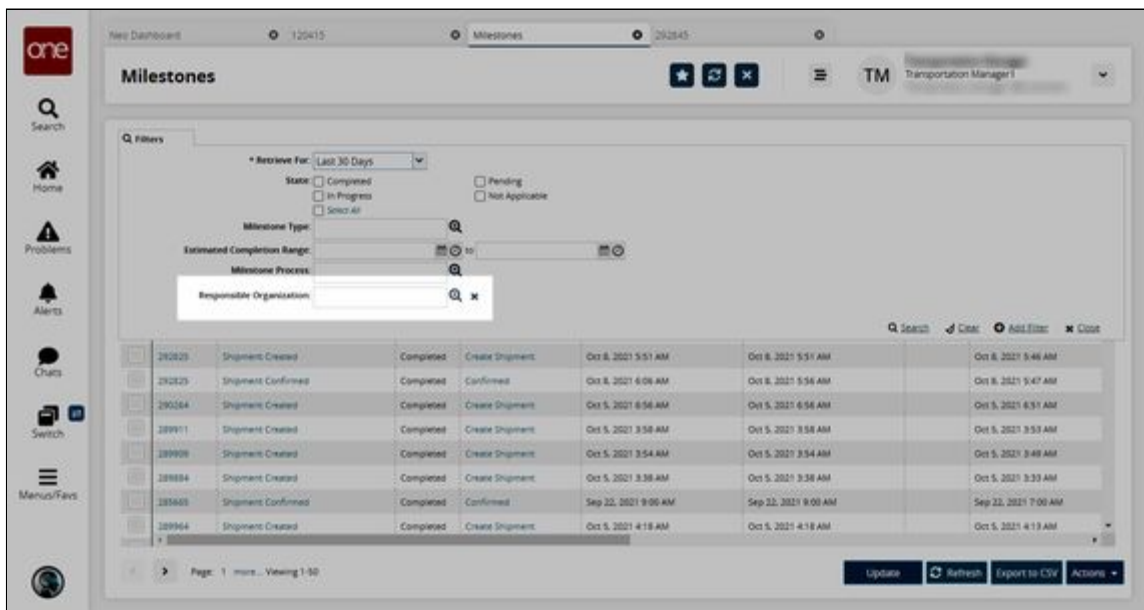 one
Search
Home
Problems
Alerts
Chats
Switch
Menus/Favs
Neo Dashboard 120415 Milestones 292845
Milestones
TM
Transportation Manager1
Filters
* Retrieve For: Last 30 Days
State: Completed Pending
In Progress Not Applicable
Select All
Milestone Type:
Estimated Completion Range: to
Milestone Process:
Responsible Organization:
Search Clear Add Filter Close
292825 Shipment Created Completed Create Shipment Oct 8, 2021 5:51 AM Oct 8, 2021 5:51 AM Oct 8, 2021 5:46 AM
292825 Shipment Confirmed Completed Confirmed Oct 8, 2021 6:06 AM Oct 8, 2021 5:56 AM Oct 8, 2021 5:47 AM
290264 Shipment Created Completed Create Shipment Oct 5, 2021 6:56 AM Oct 5, 2021 6:56 AM Oct 5, 2021 6:51 AM
289911 Shipment Created Completed Create Shipment Oct 5, 2021 3:58 AM Oct 5, 2021 3:58 AM Oct 5, 2021 3:53 AM
289909 Shipment Created Completed Create Shipment Oct 5, 2021 3:54 AM Oct 5, 2021 3:54 AM Oct 5, 2021 3:49 AM
289884 Shipment Created Completed Create Shipment Oct 5, 2021 3:38 AM Oct 5, 2021 3:38 AM Oct 5, 2021 3:33 AM
Shipment Confirmed Completed Confirmed Sep 22, 2021 9:00 AM Sep 22, 2021 9:00 AM Sep 22, 2021 7:00 AM
289964 Shipment Created Completed Create Shipment Oct 5, 2021 4:18 AM Oct 5, 2021 4:18 AM Oct 5, 2021 4:13 AM
Page: 1 more... Viewing 1-50
Update Refresh Export to CSV Actions